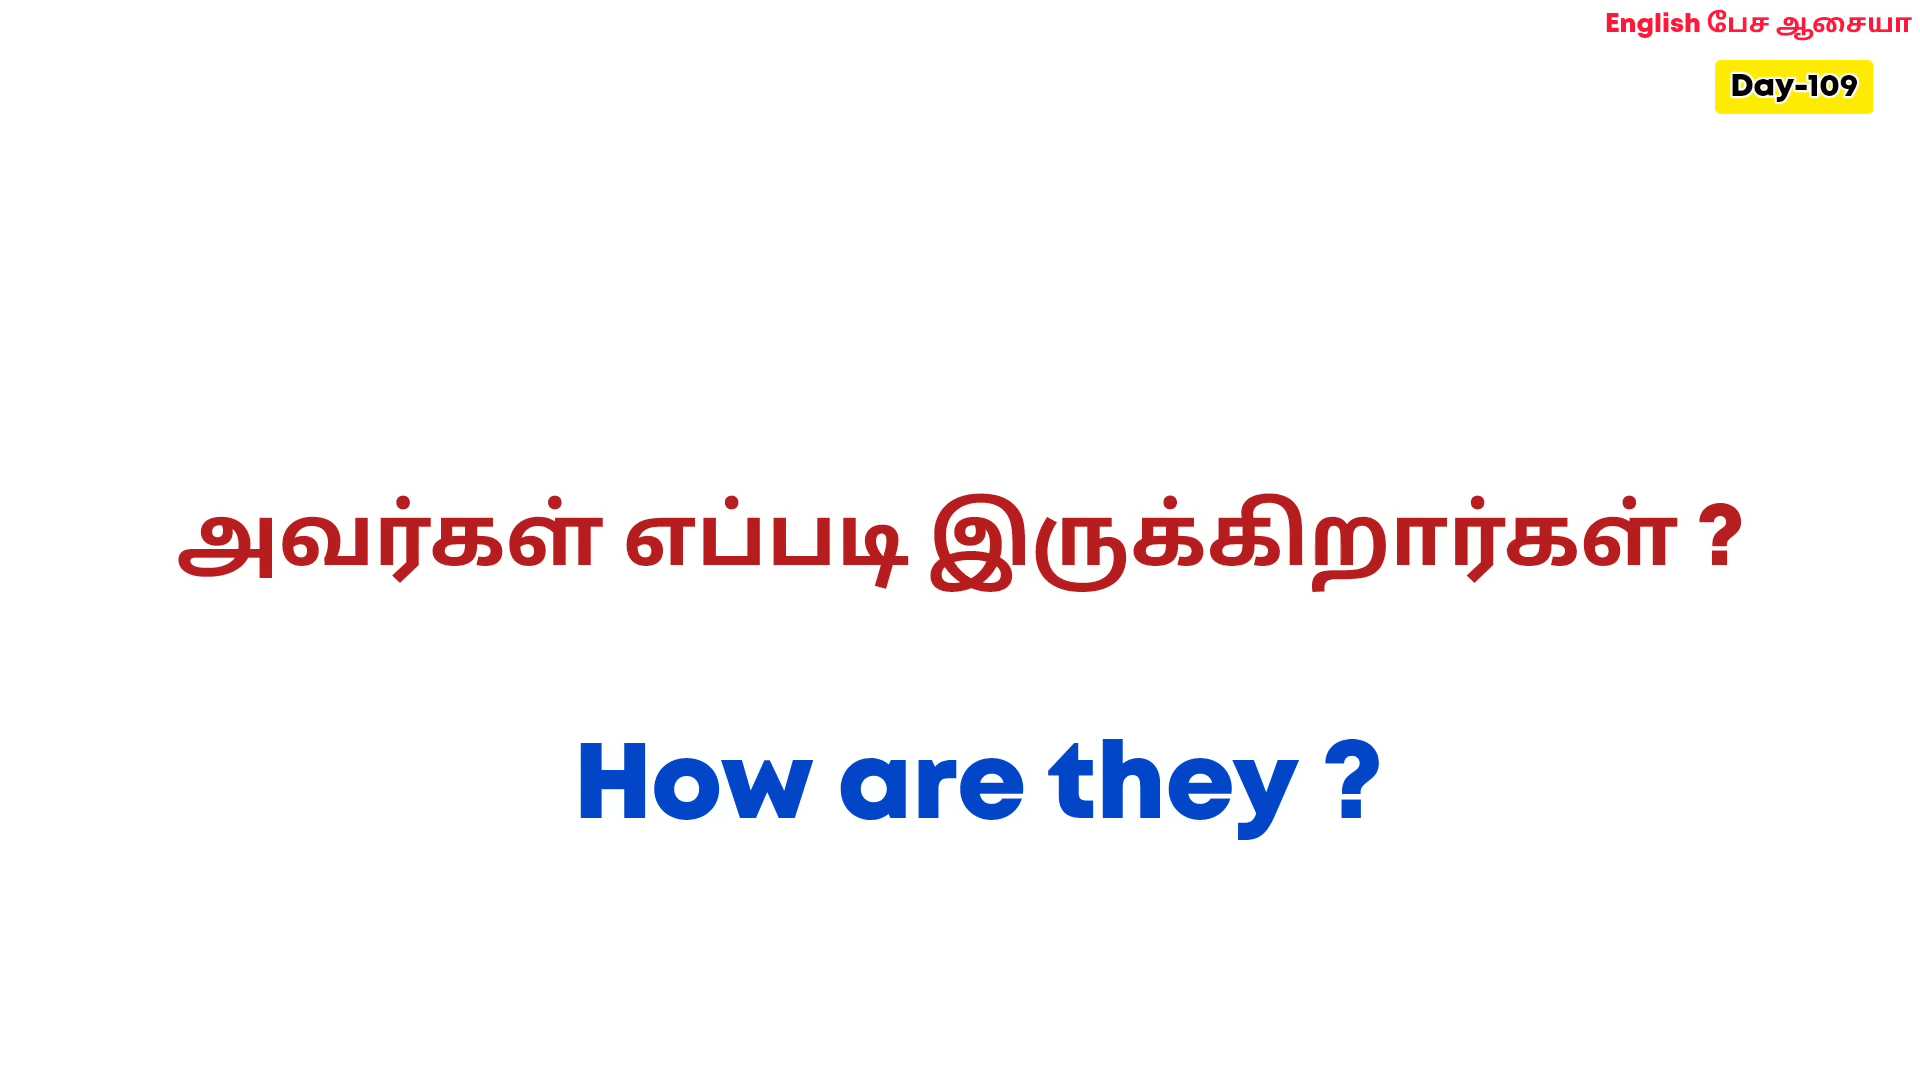 English பேச ஆசையா
Day-109
அவர்கள் எப்படி இருக்கிறார்கள் ?
How are they ?